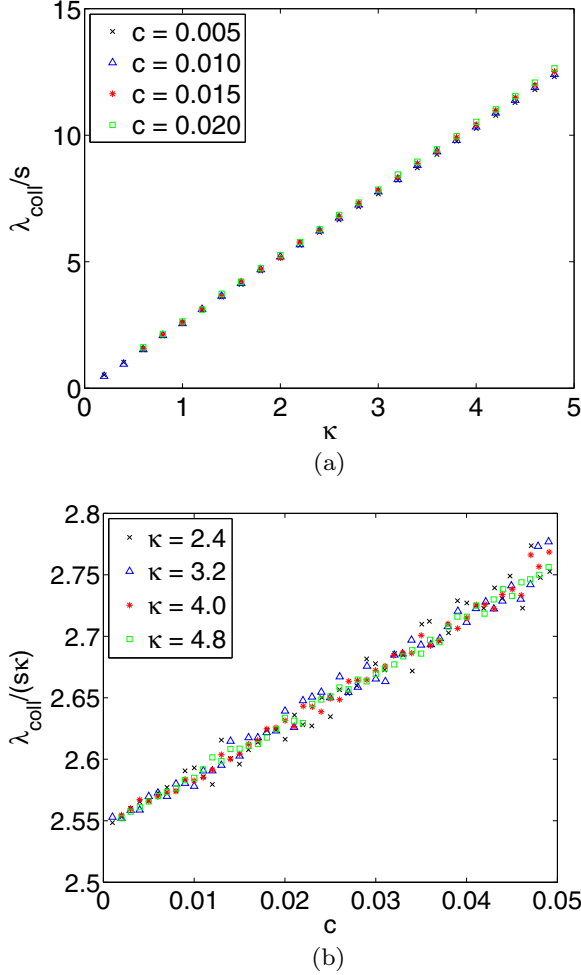 15
10
5
0
λcoll/s
× c = 0.005
△ c = 0.010
* c = 0.015
□ c = 0.020
0 1 2 3 4 5
κ
(a)
2.8
2.75
2.7
2.65
2.6
2.55
2.5
λcoll/(sκ)
× κ = 2.4
△ κ = 3.2
* κ = 4.0
□ κ = 4.8
0 0.01 0.02 0.03 0.04 0.05
c
(b)